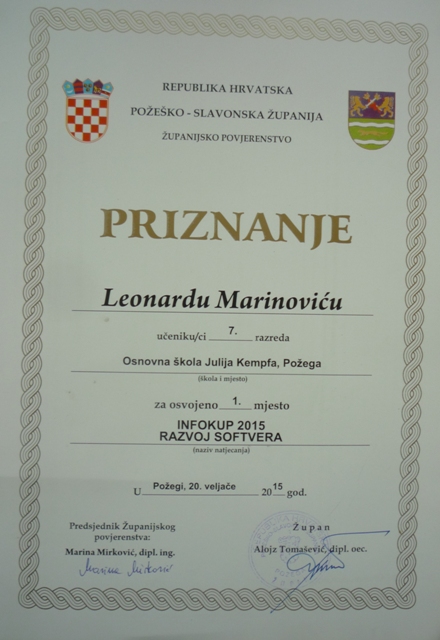 REPUBLIKA HRVATSKA
POŽEŠKO - SLAVONSKA ŽUPANIJA
ŽUPANIJSKO POVJERENSTVO
PRIZNANJE
Leonardu Marinoviću
učeniku/ci 7. razreda
Osnovna škola Julija Kempfa, Požega
(škola i mjesto)
za osvojeno 1. mjesto
INFOKUP 2015
RAZVOJ SOFTVERA
(naziv natjecanja)
U Požegi, 20. veljače 2015 god.
Predsjednik Županijskog
povjerenstva:
Marina Mirković, dipl. ing.
Marina Mirković
Župan
Alojz Tomašević, dipl. oec.